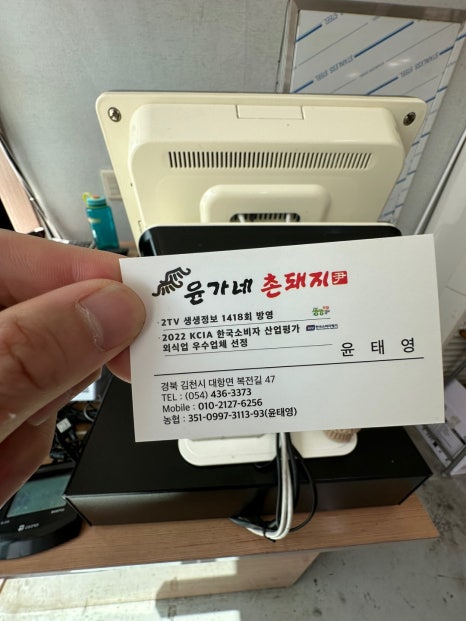 윤가네 촌돼지 尹
·2TV 생생정보 1418회 방영
·2022 KCIA 한국소비자 산업평가
외식업 우수업체 선정
윤 태 영
경북 김천시 대항면 복전길 47
TEL : (054) 436-3373
Mobile : 010-2127-6256
농협 : 351-0997-3113-93(윤태영)